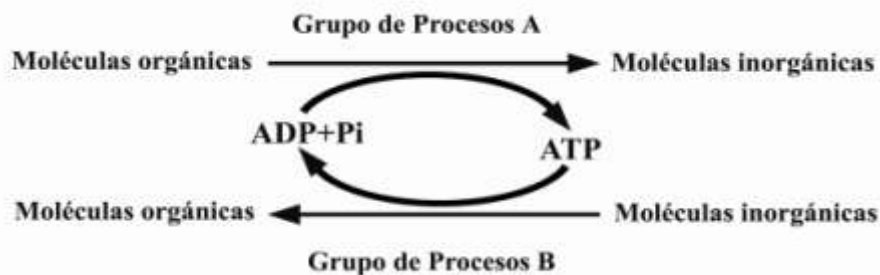 Grupo de Procesos A
Moléculas orgánicas
Moléculas inorgánicas
ADP+Pi
ATP
Moléculas orgánicas
Moléculas inorgánicas
Grupo de Procesos B